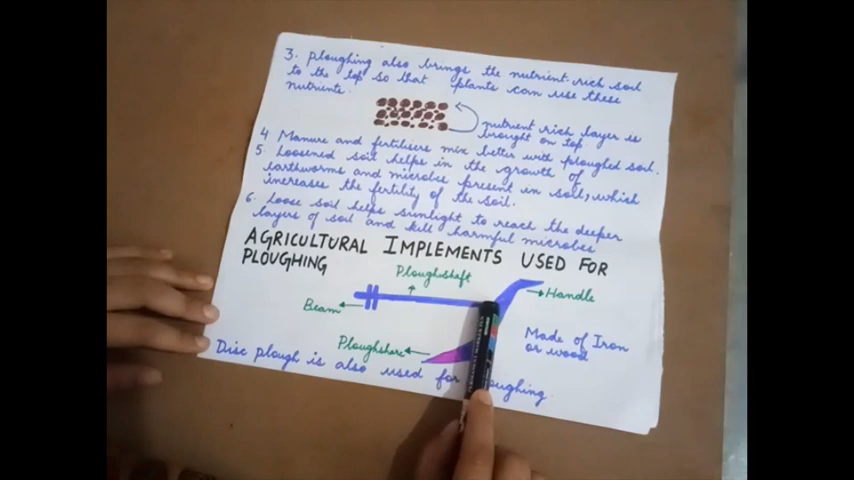 3. Ploughing also brings the nutrient rich soil
to the top so that plants can use these
nutrients.
nutrient rich layer is
brought on top
4 Manure and fertilisers mix better with ploughed soil.
5. Loosened soil helps in the growth of
earthworms and microbes present in soil, which
increases the fertility of the soil.
6. Loose soil helps sunlight to reach the deeper
layers of soil and kill harmful microbes
AGRICULTURAL IMPLEMENTS USED FOR
PLOUGHING
Ploughshaft
Handle
Beam
Made of Iron
or wood
Ploughshare
Disc plough is also used for ughing.